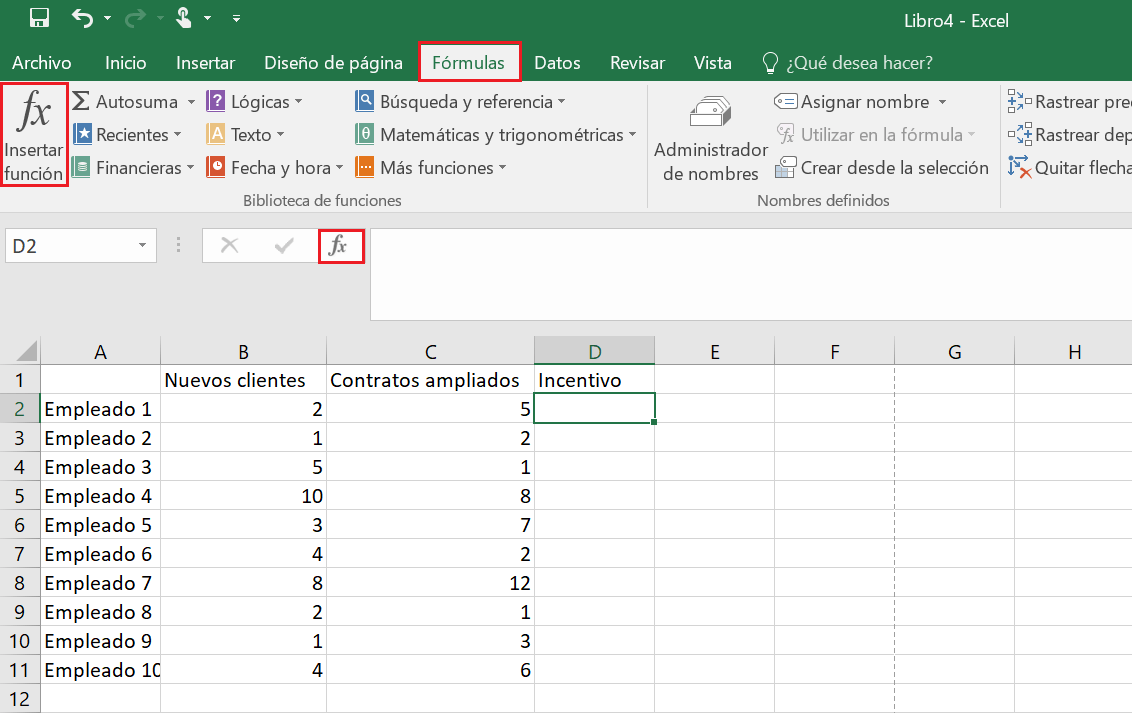 Libro4 - Excel
Archivo Inicio Insertar Diseño de página Fórmulas Datos Revisar Vista ¿Qué desea hacer?
fx Insertar función
Σ Autosuma
Recientes
Financieras
? Lógicas
A Texto
Fecha y hora
Búsqueda y referencia
θ Matemáticas y trigonométricas
Más funciones
Biblioteca de funciones
Administrador de nombres
Asignar nombre
Utilizar en la fórmula
Crear desde la selección
Nombres definidos
Rastrear pre
Rastrear dep
Quitar flecha
D2 fx
A B C D E F G H
1 Nuevos clientes Contratos ampliados Incentivo
2 Empleado 1 2 5
3 Empleado 2 1 2
4 Empleado 3 5 1
5 Empleado 4 10 8
6 Empleado 5 3 7
7 Empleado 6 4 2
8 Empleado 7 8 12
9 Empleado 8 2 1
10 Empleado 9 1 3
11 Empleado 10 4 6
12